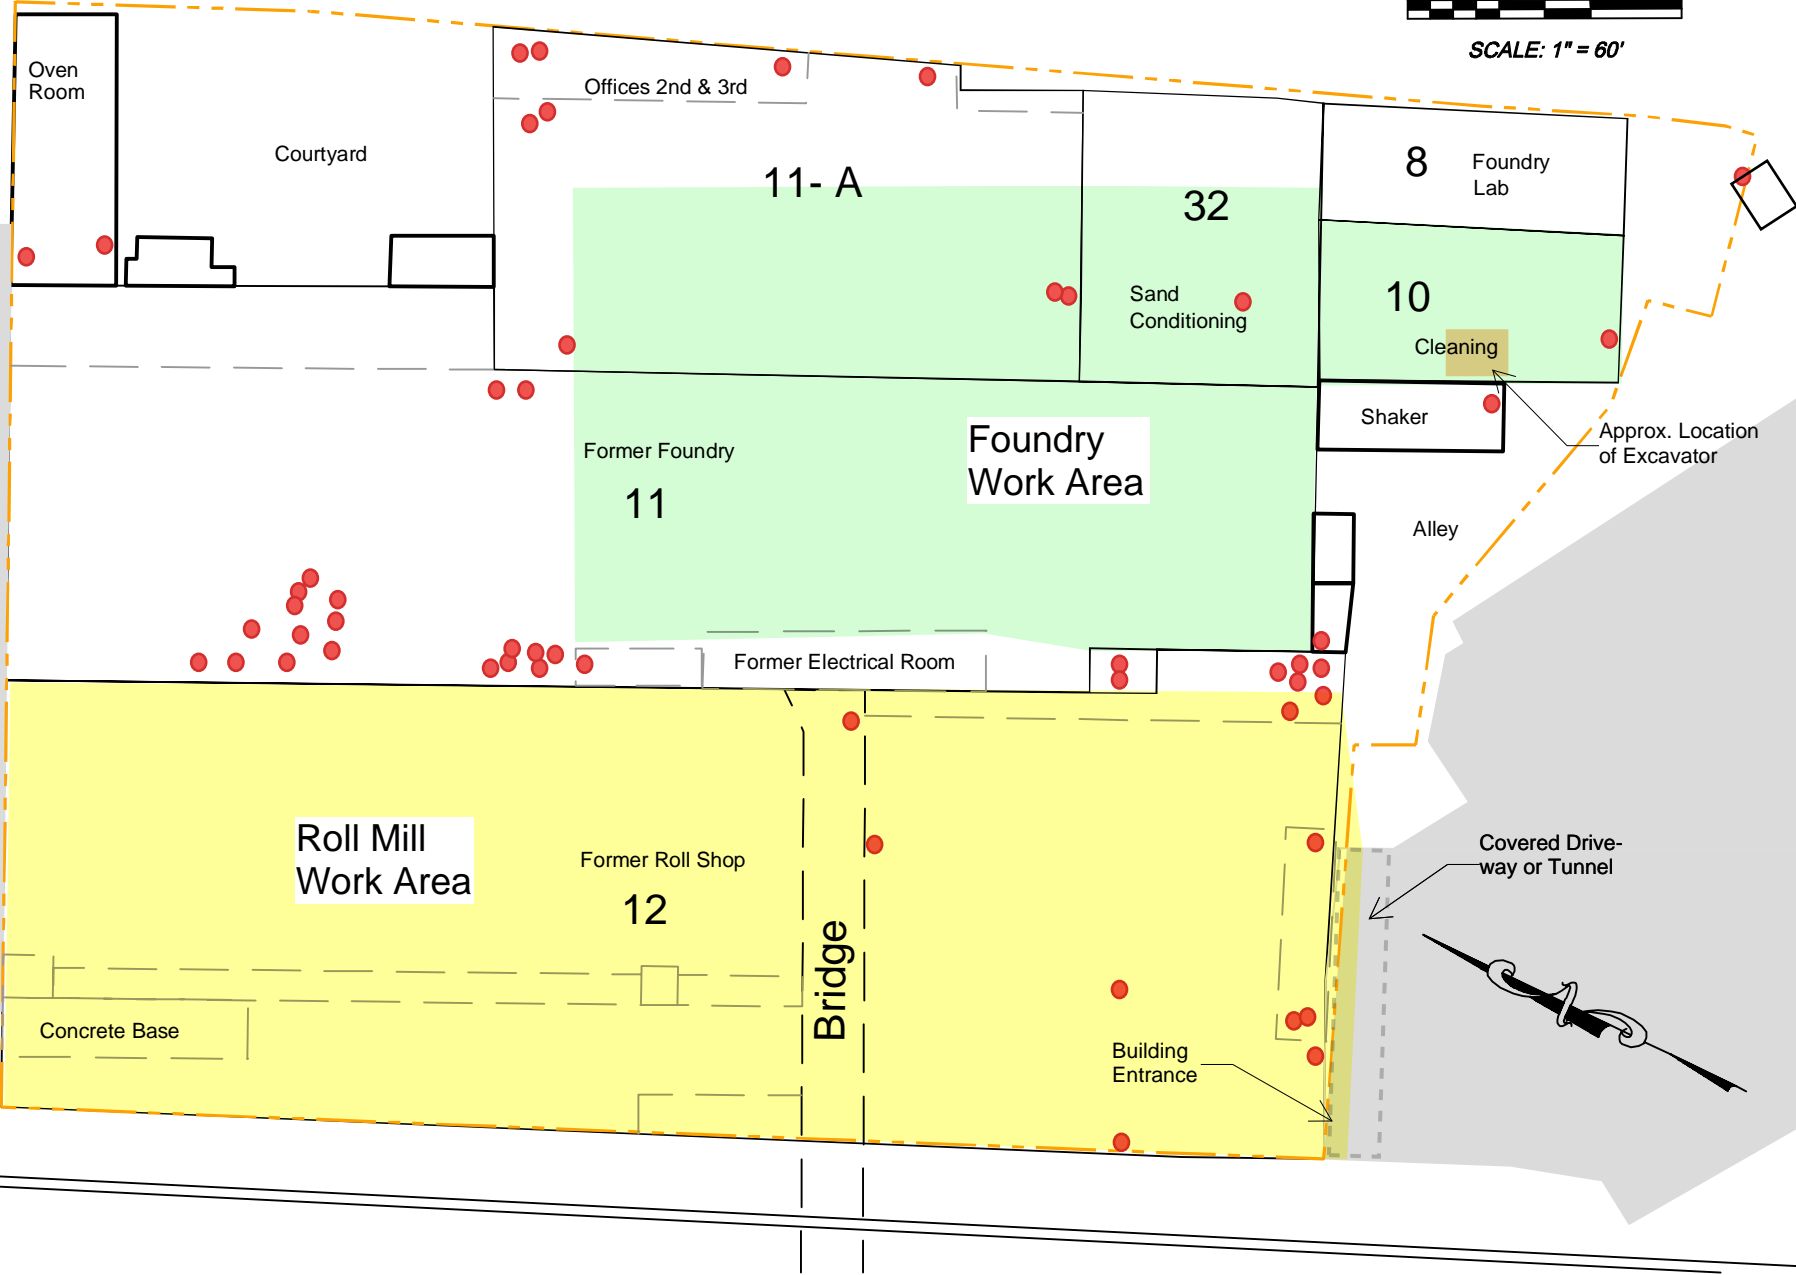 SCALE: 1" = 60'
Oven
Room
Offices 2nd & 3rd
Courtyard
11- A
32
8
Foundry
Lab
10
Sand
Conditioning
Cleaning
Shaker
Approx. Location
of Excavator
Former Foundry
11
Foundry
Work Area
Alley
Former Electrical Room
Roll Mill
Work Area
Former Roll Shop
12
Bridge
Covered Drive-
way or Tunnel
Concrete Base
Building
Entrance